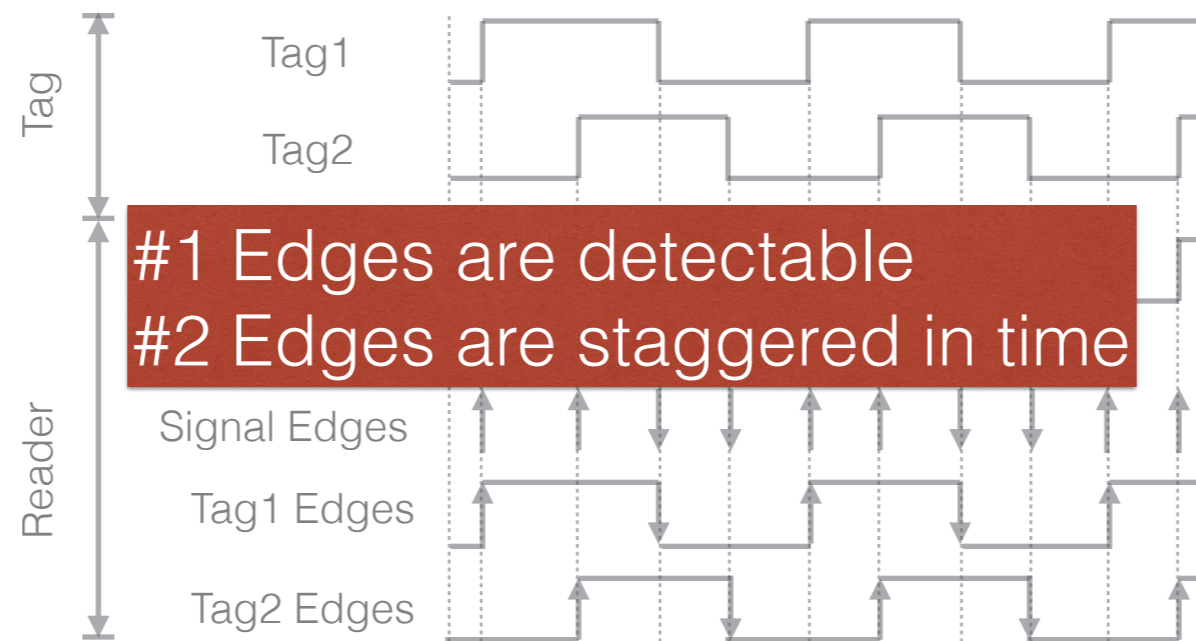 Tag
Tag1
Tag2
#1 Edges are detectable
#2 Edges are staggered in time
Reader
Signal Edges
Tag1 Edges
Tag2 Edges